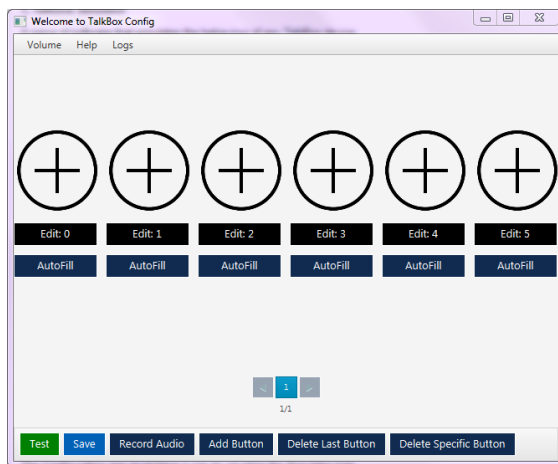 Welcome to TalkBox Config
Volume Help Logs
Edit: 0 Edit: 1 Edit: 2 Edit: 3 Edit: 4 Edit: 5
AutoFill AutoFill AutoFill AutoFill AutoFill AutoFill
1
1/1
Test Save Record Audio Add Button Delete Last Button Delete Specific Button